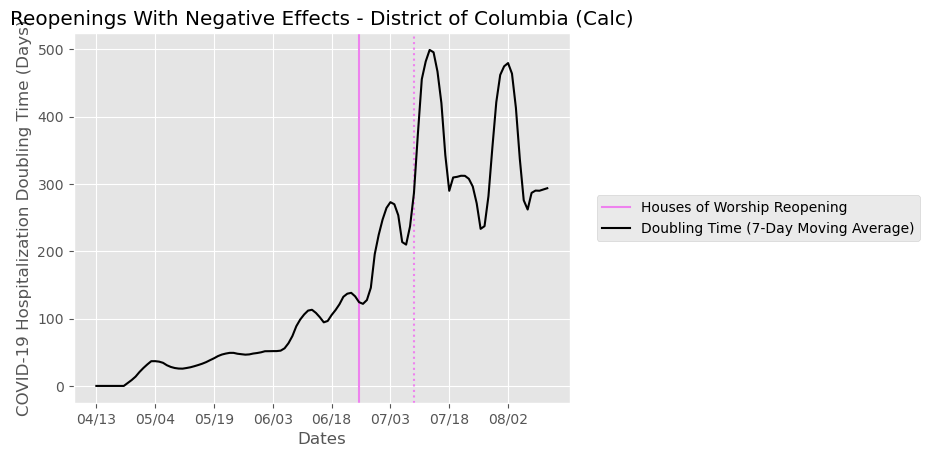 Reopenings With Negative Effects - District of Columbia (Calc)
COVID-19 Hospitalization Doubling Time (Days)
500
400
300
200
100
0
04/13 05/04 05/19 06/03 06/18 07/03 07/18 08/02
Dates
Houses of Worship Reopening
Doubling Time (7-Day Moving Average)